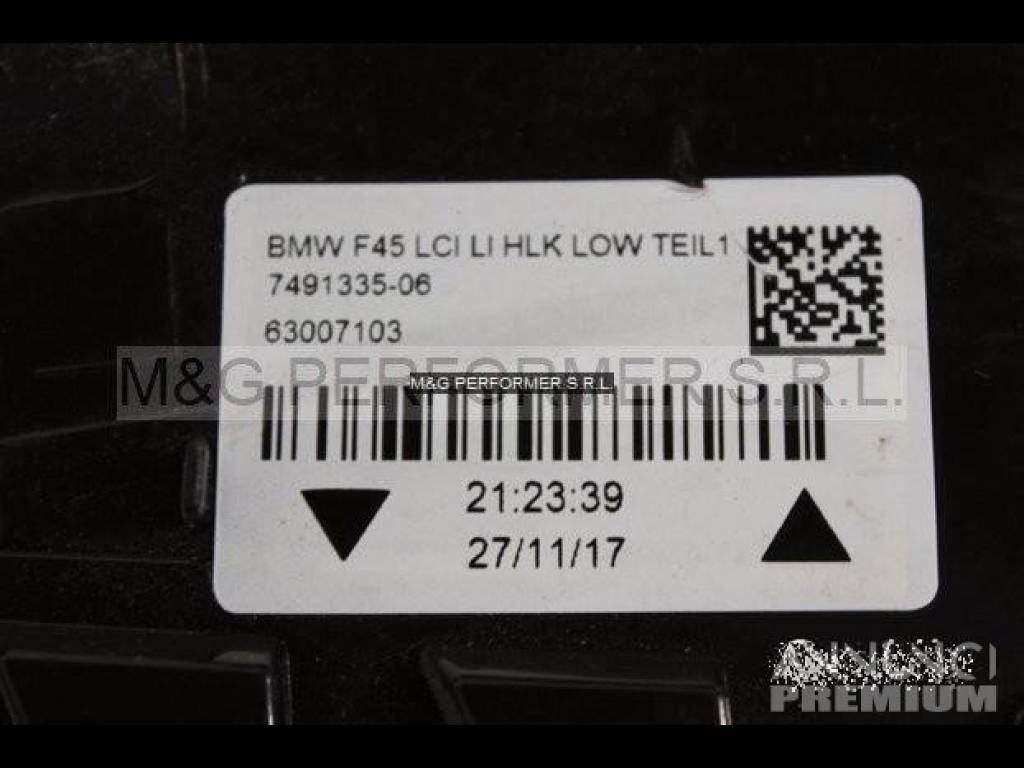 BMW F45 LCI LI HLK LOW TEIL1
7491335-06
63007103
M&G PERFORMER S.R.L.
M&G PERFORMER S.R.L.
21:23:39
27/11/17
PREMIUM